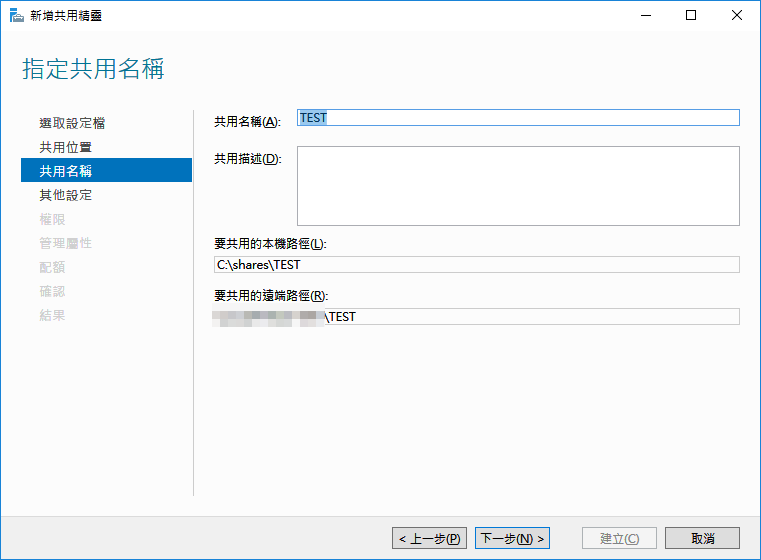 新增共用精靈
指定共用名稱
選取設定檔
共用位置
共用名稱
其他設定
權限
管理屬性
配額
確認
結果
共用名稱(A):
TEST
共用描述(D):
要共用的本機路徑(L):
C:\shares\TEST
要共用的遠端路徑(R):
\TEST
< 上一步(P)
下一步(N) >
建立(C)
取消